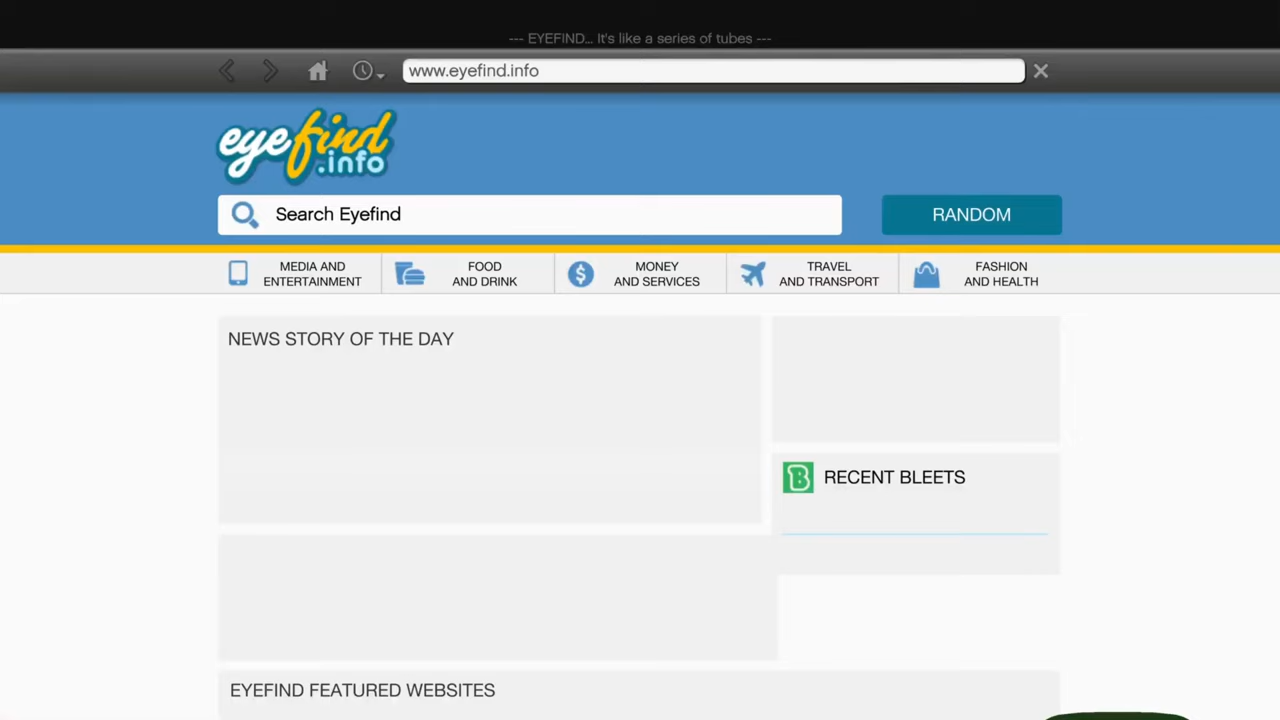 --- EYEFIND... It's like a series of tubes ---
www.eyefind.info
eyefind
.info
Search Eyefind
RANDOM
MEDIA AND
ENTERTAINMENT
FOOD
AND DRINK
MONEY
AND SERVICES
TRAVEL
AND TRANSPORT
FASHION
AND HEALTH
NEWS STORY OF THE DAY
B RECENT BLEETS
EYEFIND FEATURED WEBSITES